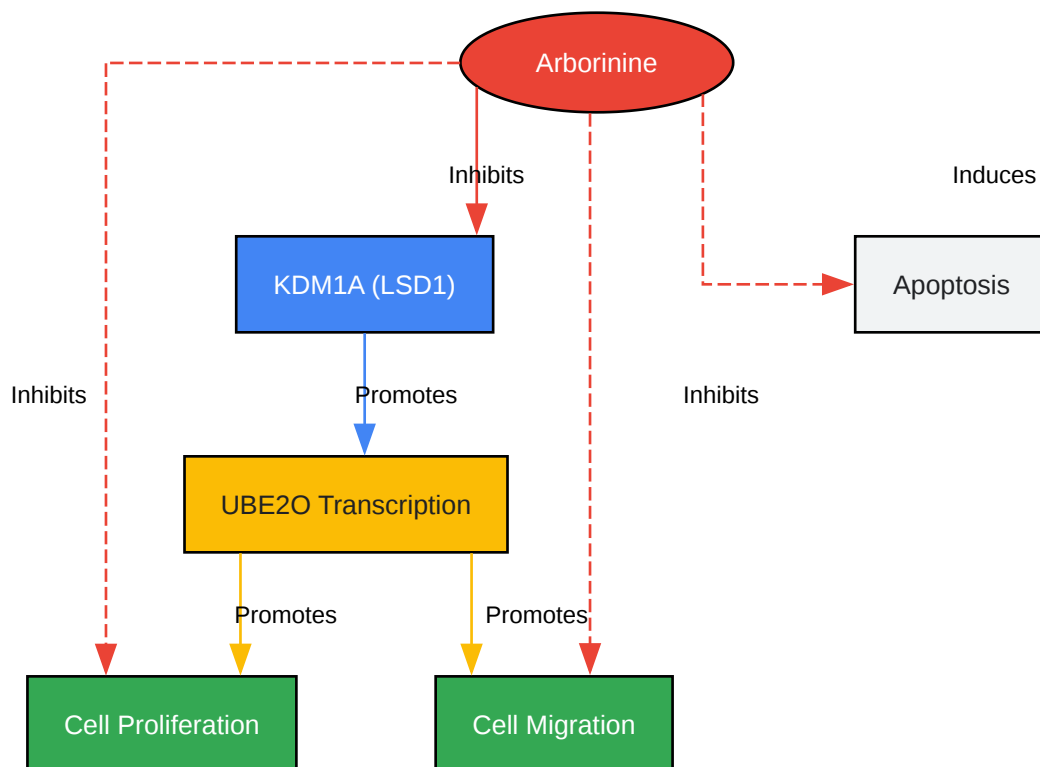 Arborinine
Inhibits
Induces
KDM1A (LSD1)
Apoptosis
Inhibits
Promotes
Inhibits
UBE2O Transcription
Promotes
Promotes
Cell Proliferation
Cell Migration